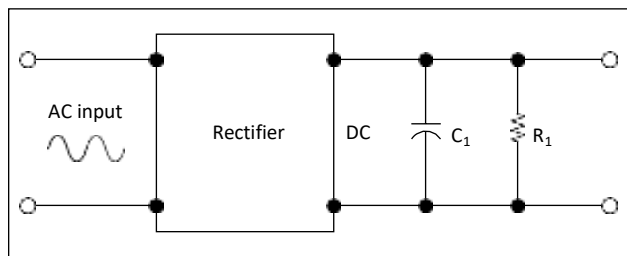 AC input
Rectifier
DC
C₁
R₁